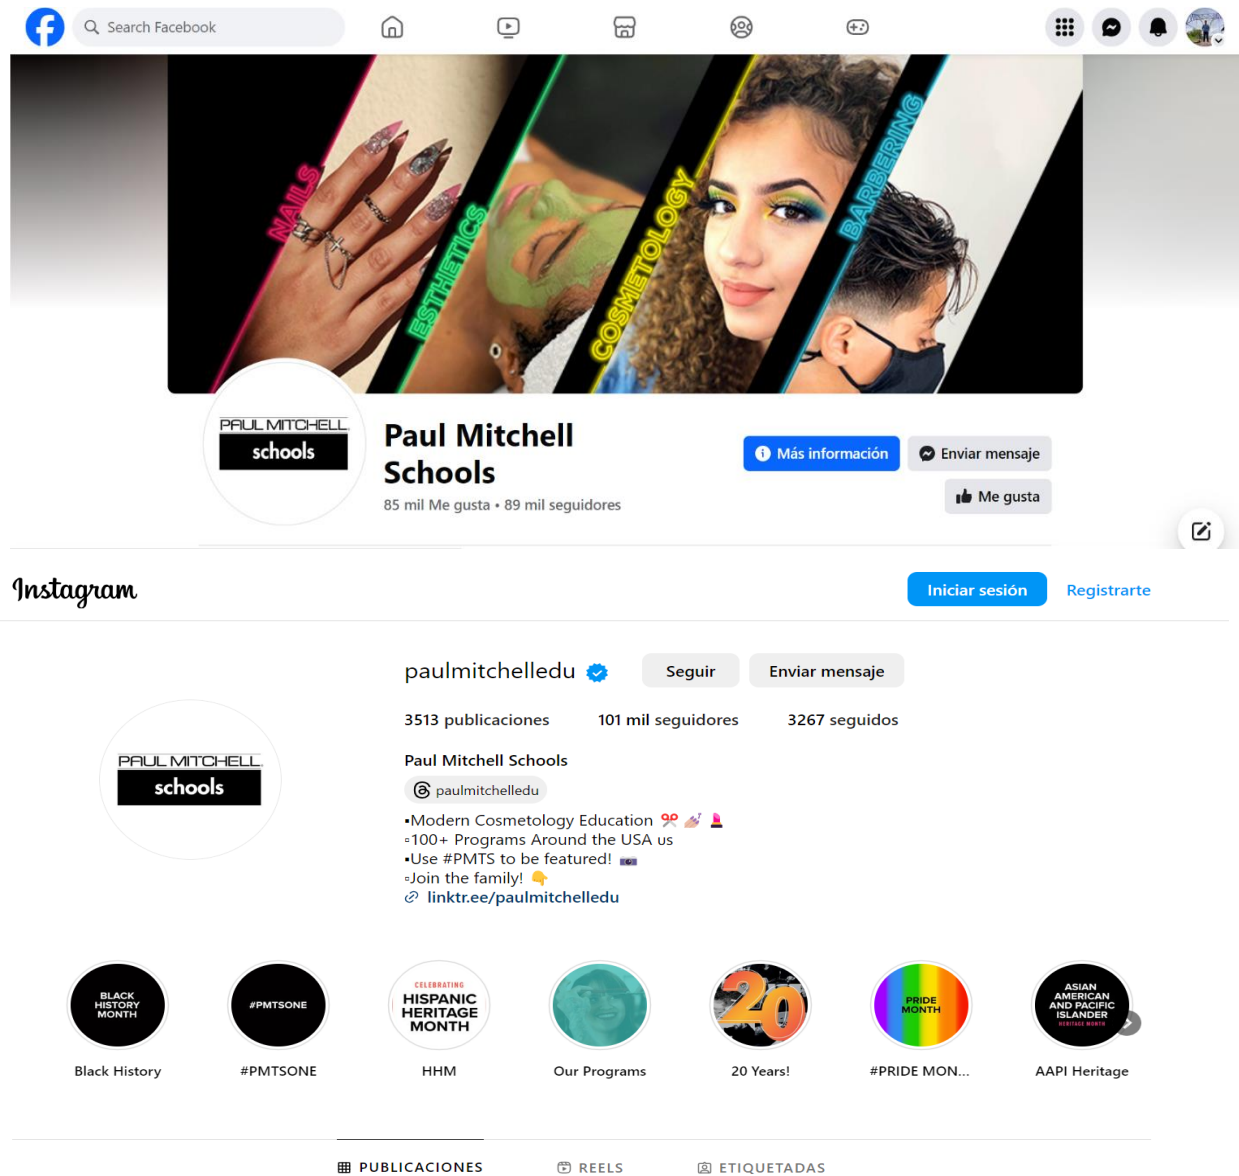 Search Facebook
NAILS
ESTHETICS
COSMETOLOGY
BARBERING
PAUL MITCHELL
schools
Paul Mitchell
Schools
85 mil Me gusta • 89 mil seguidores
Más información
Enviar mensaje
Me gusta
Instagram
Iniciar sesión
Registrarte
paulmitchelledu
Seguir
Enviar mensaje
3513 publicaciones
101 mil seguidores
3267 seguidos
PAUL MITCHELL
schools
Paul Mitchell Schools
paulmitchelledu
▪Modern Cosmetology Education ✂️ 💅 💄
▫100+ Programs Around the USA us
▪Use #PMTS to be featured! 📷
▫Join the family! 👇
linktr.ee/paulmitchelledu
BLACK
HISTORY
MONTH
#PMTSONE
CELEBRATING
HISPANIC
HERITAGE
MONTH
20
PRIDE
MONTH
ASIAN
AMERICAN
AND PACIFIC
ISLANDER
HERITAGE MONTH
Black History
#PMTSONE
HHM
Our Programs
20 Years!
#PRIDE MON...
AAPI Heritage
PUBLICACIONES
REELS
ETIQUETADAS